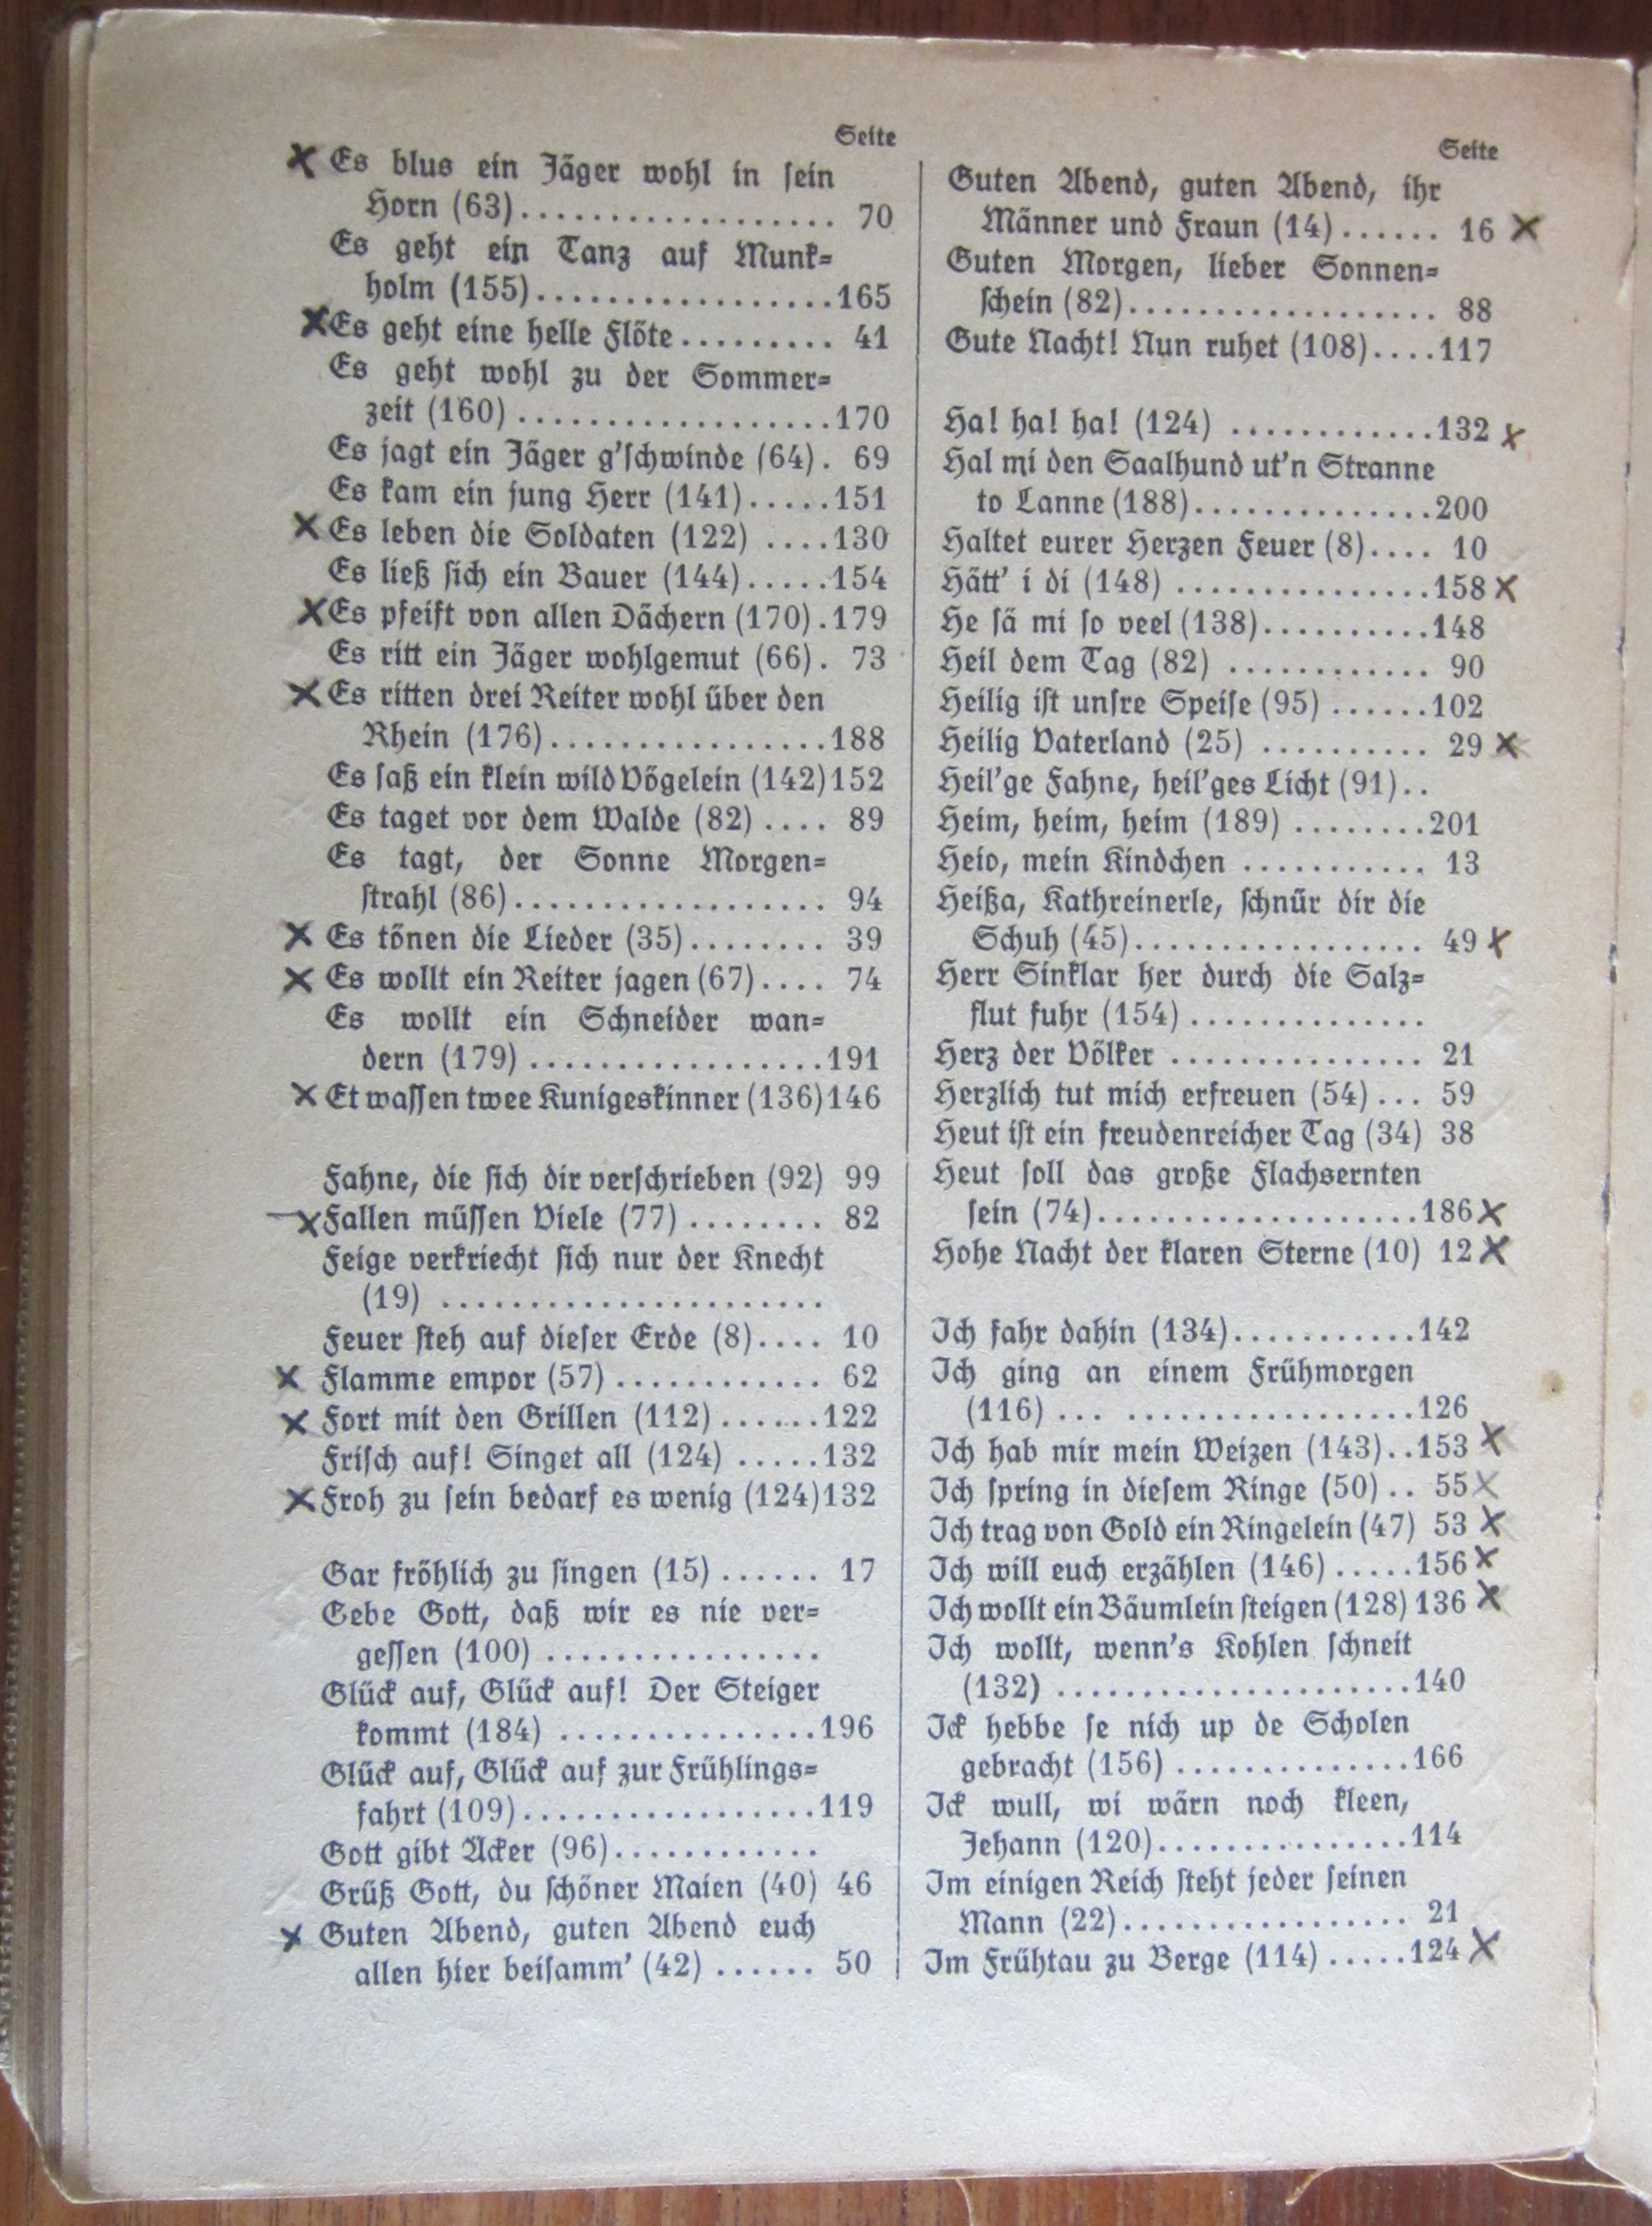 Seite
Es blus ein Jäger wohl in sein
Horn (63).................. 70
Es geht ein Tanz auf Munk=
holm (155).................165
Es geht eine helle Flöte......... 41
Es geht wohl zu der Sommer=
zeit (160) ..................170
Es jagt ein Jäger g'schwinde (64). 69
Es kam ein jung Herr (141).....151
Es leben die Soldaten (122) ....130
Es ließ sich ein Bauer (144).....154
Es pfeift von allen Dächern (170).179
Es ritt ein Jäger wohlgemut (66). 73
Es ritten drei Reiter wohl über den
Rhein (176)................188
Es saß ein klein wild Vögelein (142)152
Es taget vor dem Walde (82).... 89
Es tagt, der Sonne Morgen=
strahl (86).................. 94
Es tönen die Lieder (35)........ 39
Es wollt ein Reiter jagen (67).... 74
Es wollt ein Schneider wan=
dern (179) .................191
Et wassen twee Kunigeskinner (136)146
Fahne, die sich dir verschrieben (92) 99
Fallen müssen Viele (77) ........ 82
Feige verkriecht sich nur der Knecht
(19) ......................
Feuer steh auf dieser Erde (8).... 10
Flamme empor (57) ............ 62
Fort mit den Grillen (112) ......122
Frisch auf! Singet all (124) .....132
Froh zu sein bedarf es wenig (124)132
Gar fröhlich zu singen (15) ...... 17
Gebe Gott, daß wir es nie ver=
gessen (100) ................
Glück auf, Glück auf! Der Steiger
kommt (184) ...............196
Glück auf, Glück auf zur Frühlings=
fahrt (109).................119
Gott gibt Äcker (96)............
Grüß Gott, du schöner Maien (40) 46
Guten Abend, guten Abend euch
allen hier beisamm' (42) ...... 50
Seite
Guten Abend, guten Abend, ihr
Männer und Fraun (14)...... 16
Guten Morgen, lieber Sonnen=
schein (82).................. 88
Gute Nacht! Nun ruhet (108)....117
Ha! ha! ha! (124) ............132
Hal mi den Saalhund ut'n Stranne
to Lanne (188)..............200
Haltet eurer Herzen Feuer (8).... 10
Hätt' i di (148) ...............158
He sä mi so veel (138)..........148
Heil dem Tag (82) ............ 90
Heilig ist unsre Speise (95) ......102
Heilig Vaterland (25) .......... 29
Heil'ge Fahne, heil'ges Licht (91)..
Heim, heim, heim (189) ........201
Heio, mein Kindchen ........... 13
Heißa, Kathreinerle, schnür dir die
Schuh (45).................. 49
Herr Sinklar her durch die Salz=
flut fuhr (154) ..............
Herz der Völker ............... 21
Herzlich tut mich erfreuen (54)... 59
Heut ist ein freudenreicher Tag (34) 38
Heut soll das große Flachsernten
sein (74)...................186
Hohe Nacht der klaren Sterne (10) 12
Ich fahr dahin (134)...........142
Ich ging an einem Frühmorgen
(116) ... .................126
Ich hab mir mein Weizen (143)..153
Ich spring in diesem Ringe (50).. 55
Ich trag von Gold ein Ringelein (47) 53
Ich will euch erzählen (146) .....156
Ich wollt ein Bäumlein steigen (128) 136
Ich wollt, wenn's Kohlen schneit
(132) .....................140
Ick hebbe se nich up de Scholen
gebracht (156) ..............166
Ick wull, wi wärn noch kleen,
Jehann (120)...............114
Im einigen Reich steht jeder seinen
Mann (22)................. 21
Im Frühtau zu Berge (114) .....124